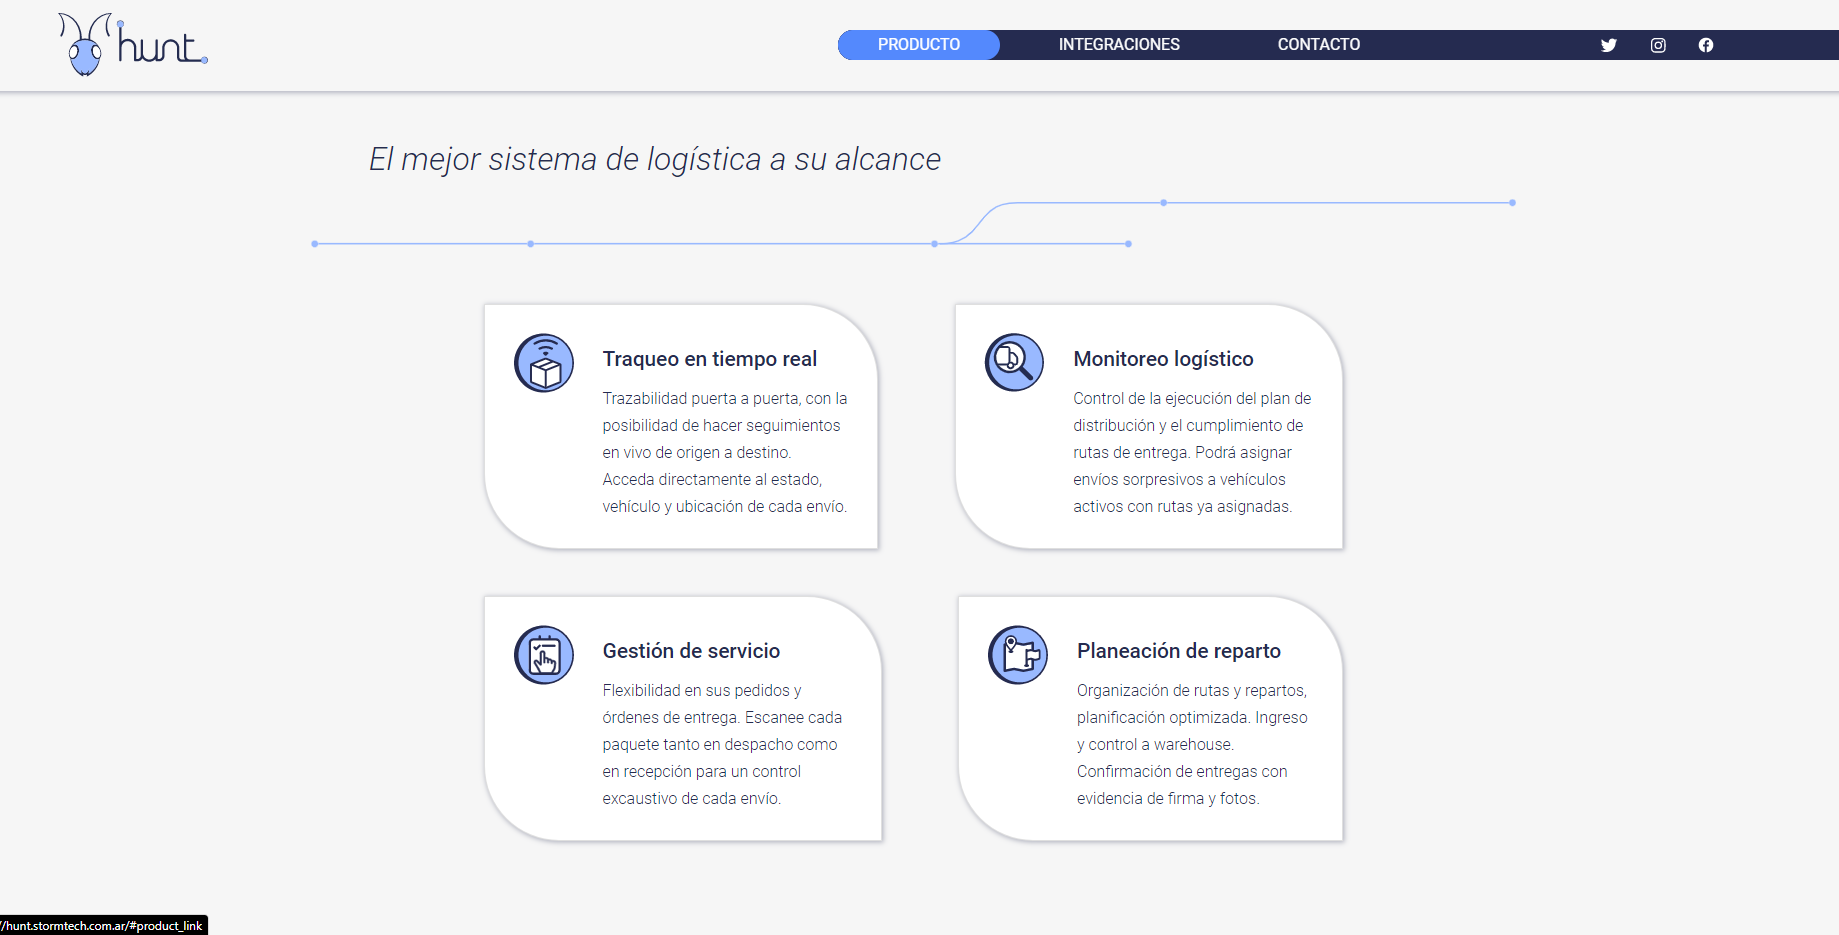 hunt
PRODUCTO
INTEGRACIONES
CONTACTO
El mejor sistema de logística a su alcance
Traqueo en tiempo real
Trazabilidad puerta a puerta, con la
posibilidad de hacer seguimientos
en vivo de origen a destino.
Acceda directamente al estado,
vehículo y ubicación de cada envío.
Monitoreo logístico
Control de la ejecución del plan de
distribución y el cumplimiento de
rutas de entrega. Podrá asignar
envíos sorpresivos a vehículos
activos con rutas ya asignadas.
Gestión de servicio
Flexibilidad en sus pedidos y
órdenes de entrega. Escanee cada
paquete tanto en despacho como
en recepción para un control
excaustivo de cada envío.
Planeación de reparto
Organización de rutas y repartos,
planificación optimizada. Ingreso
y control a warehouse.
Confirmación de entregas con
evidencia de firma y fotos.
/hunt.stormtech.com.ar/#product_link